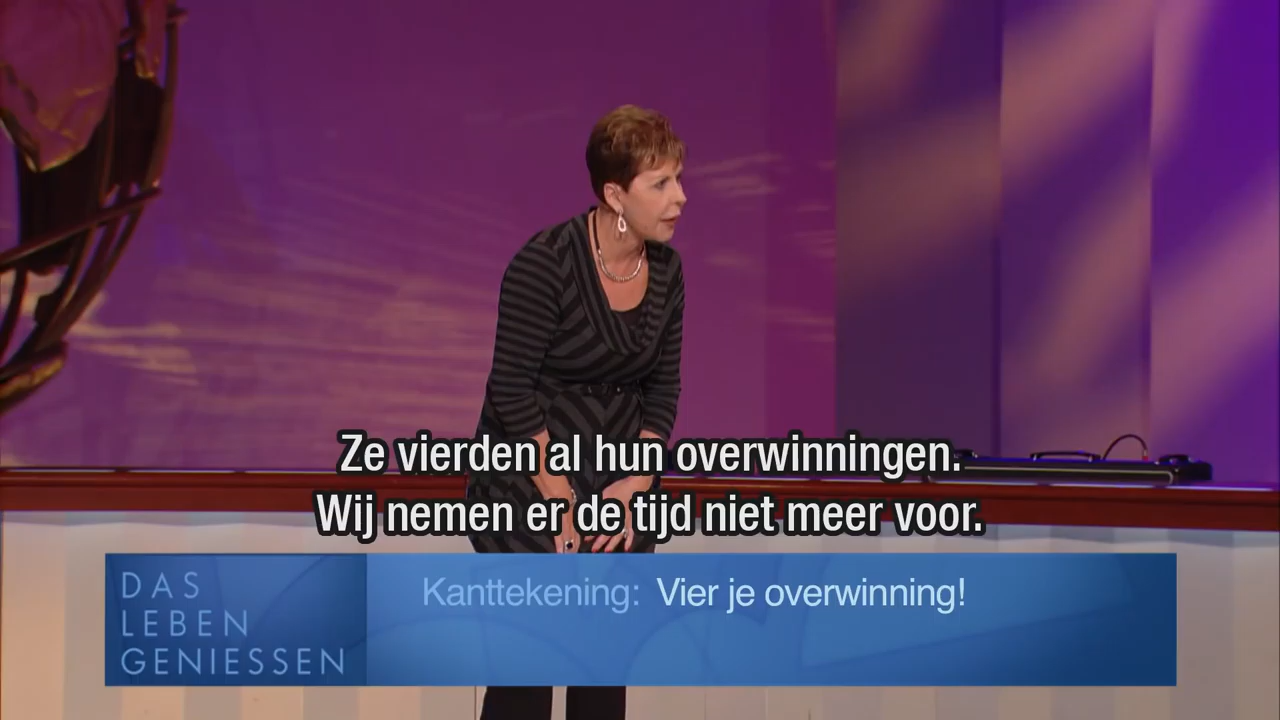 Ze vierden al hun overwinningen.
Wij nemen er de tijd niet meer voor.
DAS
LEBEN
GENIESSEN
Kanttekening: Vier je overwinning!